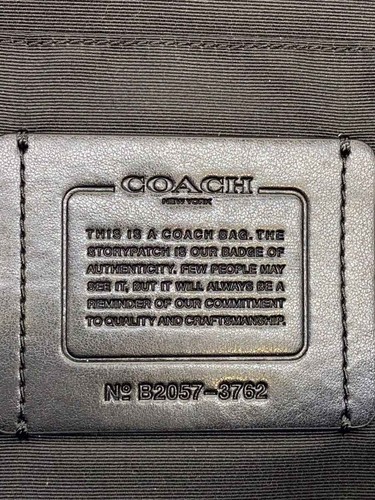 COACH
NEW YORK
THIS IS A COACH BAG. THE
STORYPATCH IS OUR BADGE OF
AUTHENTICITY. FEW PEOPLE MAY
SEE IT, BUT IT WILL ALWAYS BE A
REMINDER OF OUR COMMITMENT
TO QUALITY AND CRAFTSMANSHIP.
Nº B2057-3762